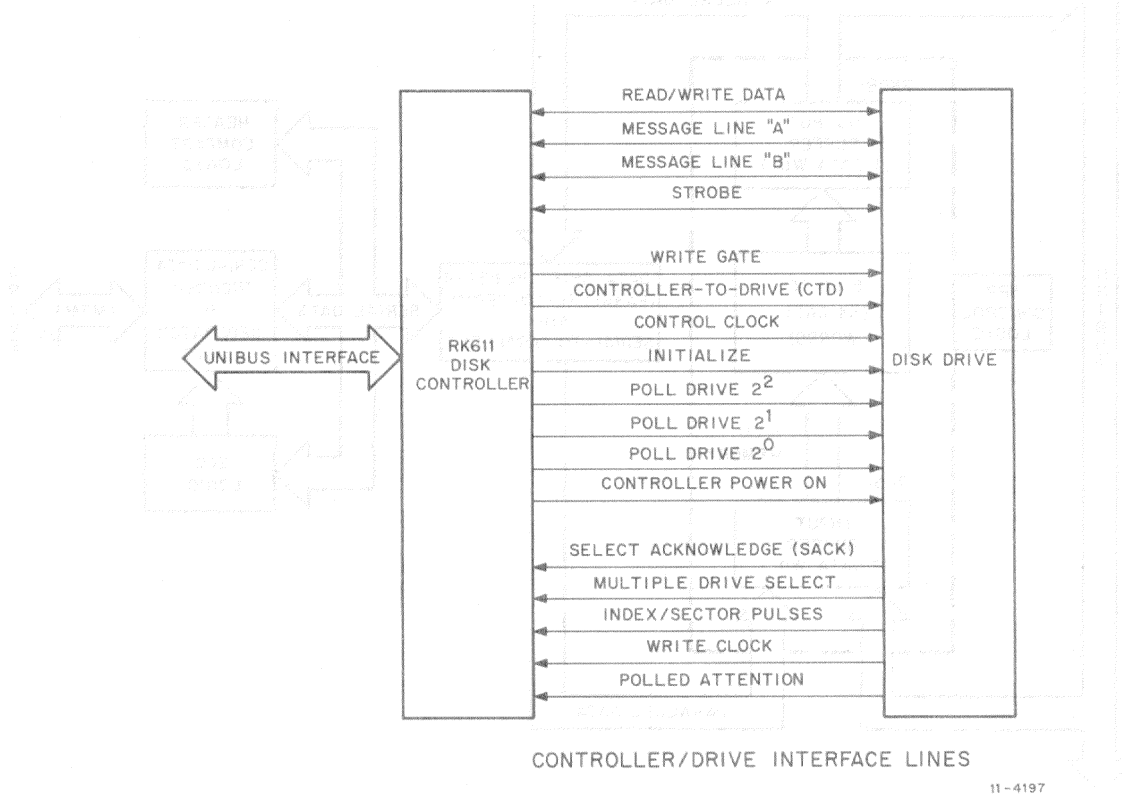 READ/WRITE DATA
MESSAGE LINE "A"
MESSAGE LINE "B"
STROBE
WRITE GATE
CONTROLLER-TO-DRIVE (CTD)
CONTROL CLOCK
INITIALIZE
POLL DRIVE 2²
POLL DRIVE 2¹
POLL DRIVE 2⁰
CONTROLLER POWER ON
SELECT ACKNOWLEDGE (SACK)
MULTIPLE DRIVE SELECT
INDEX/SECTOR PULSES
WRITE CLOCK
POLLED ATTENTION
UNIBUS INTERFACE
RK611
DISK
CONTROLLER
DISK DRIVE
CONTROLLER/DRIVE INTERFACE LINES
11-4197